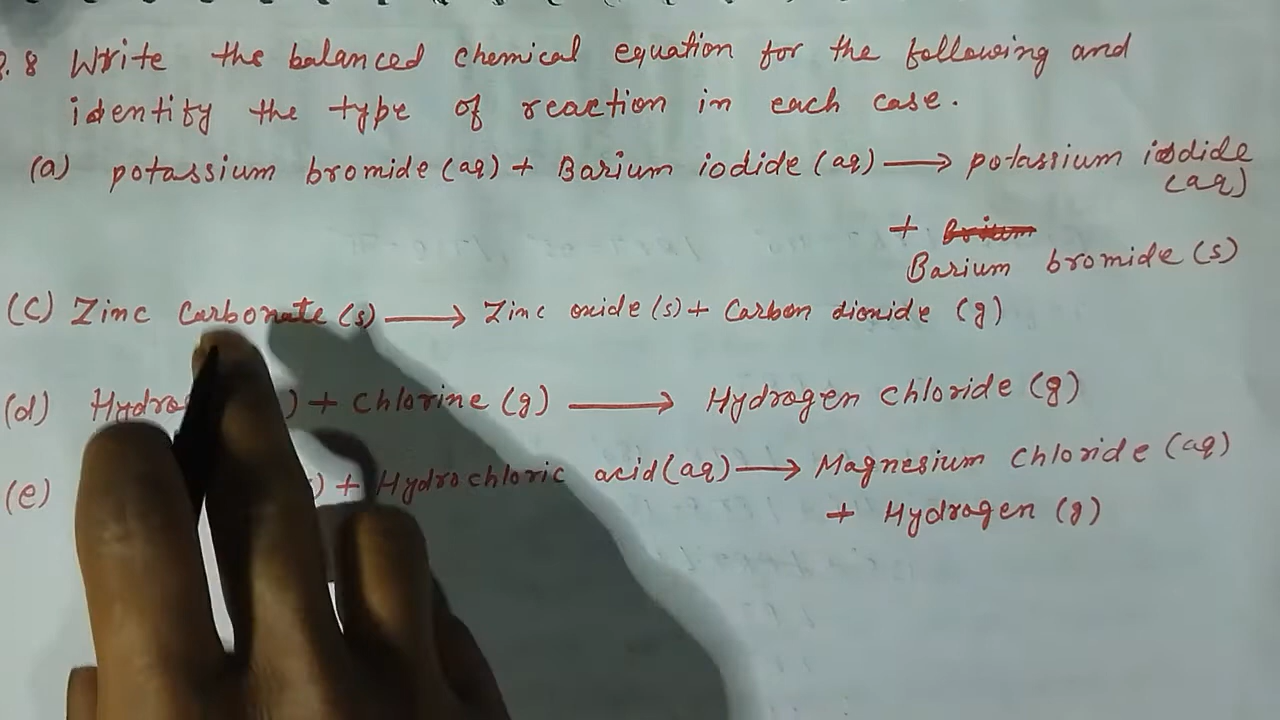 .8 Write the balanced chemical equation for the following and
identify the type of reaction in each case.
(a) potassium bromide (aq) + Barium iodide (aq) ⟶ potassium iodide
(aq)
+
Barium bromide (s)
(C) Zinc Carbonate (s) ⟶ Zinc oxide (s) + Carbon dioxide (g)
(d) Hydro ) + Chlorine (g) ⟶ Hydrogen chloride (g)
(e) ) + Hydrochloric acid (aq) ⟶ Magnesium chloride (aq)
+ Hydrogen (g)